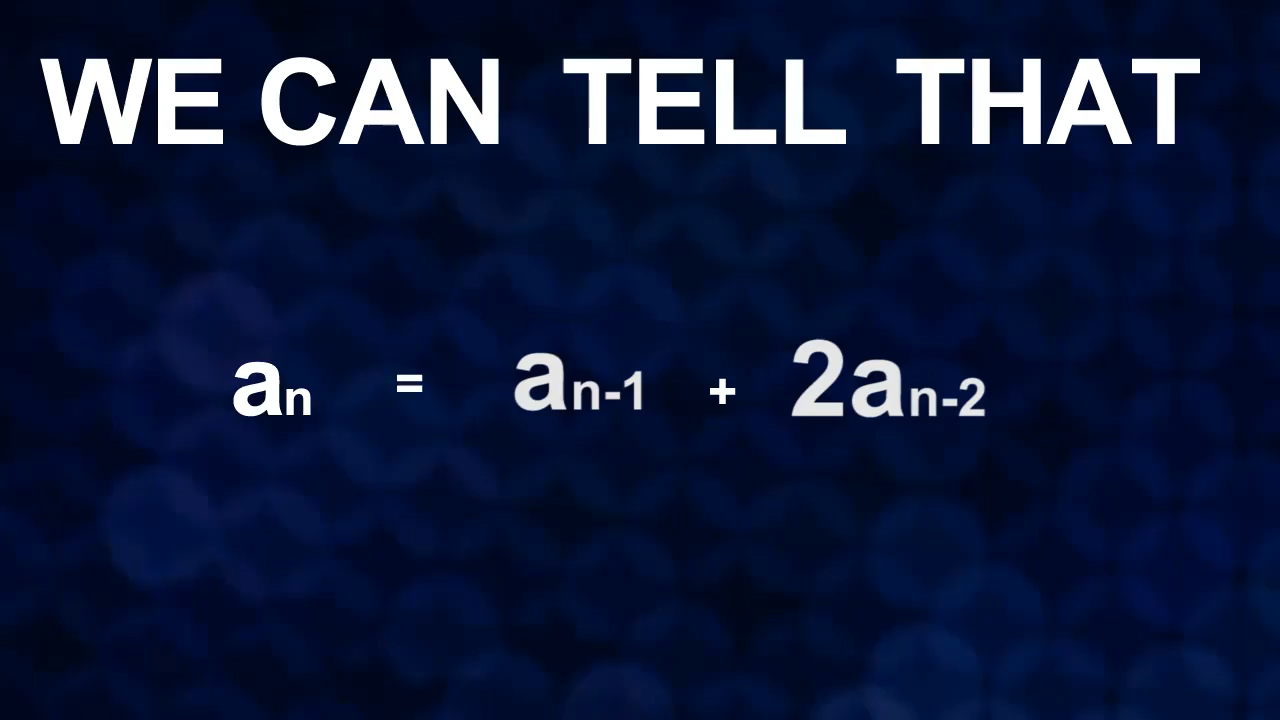 WE CAN TELL THAT
an = an-1 + 2an-2